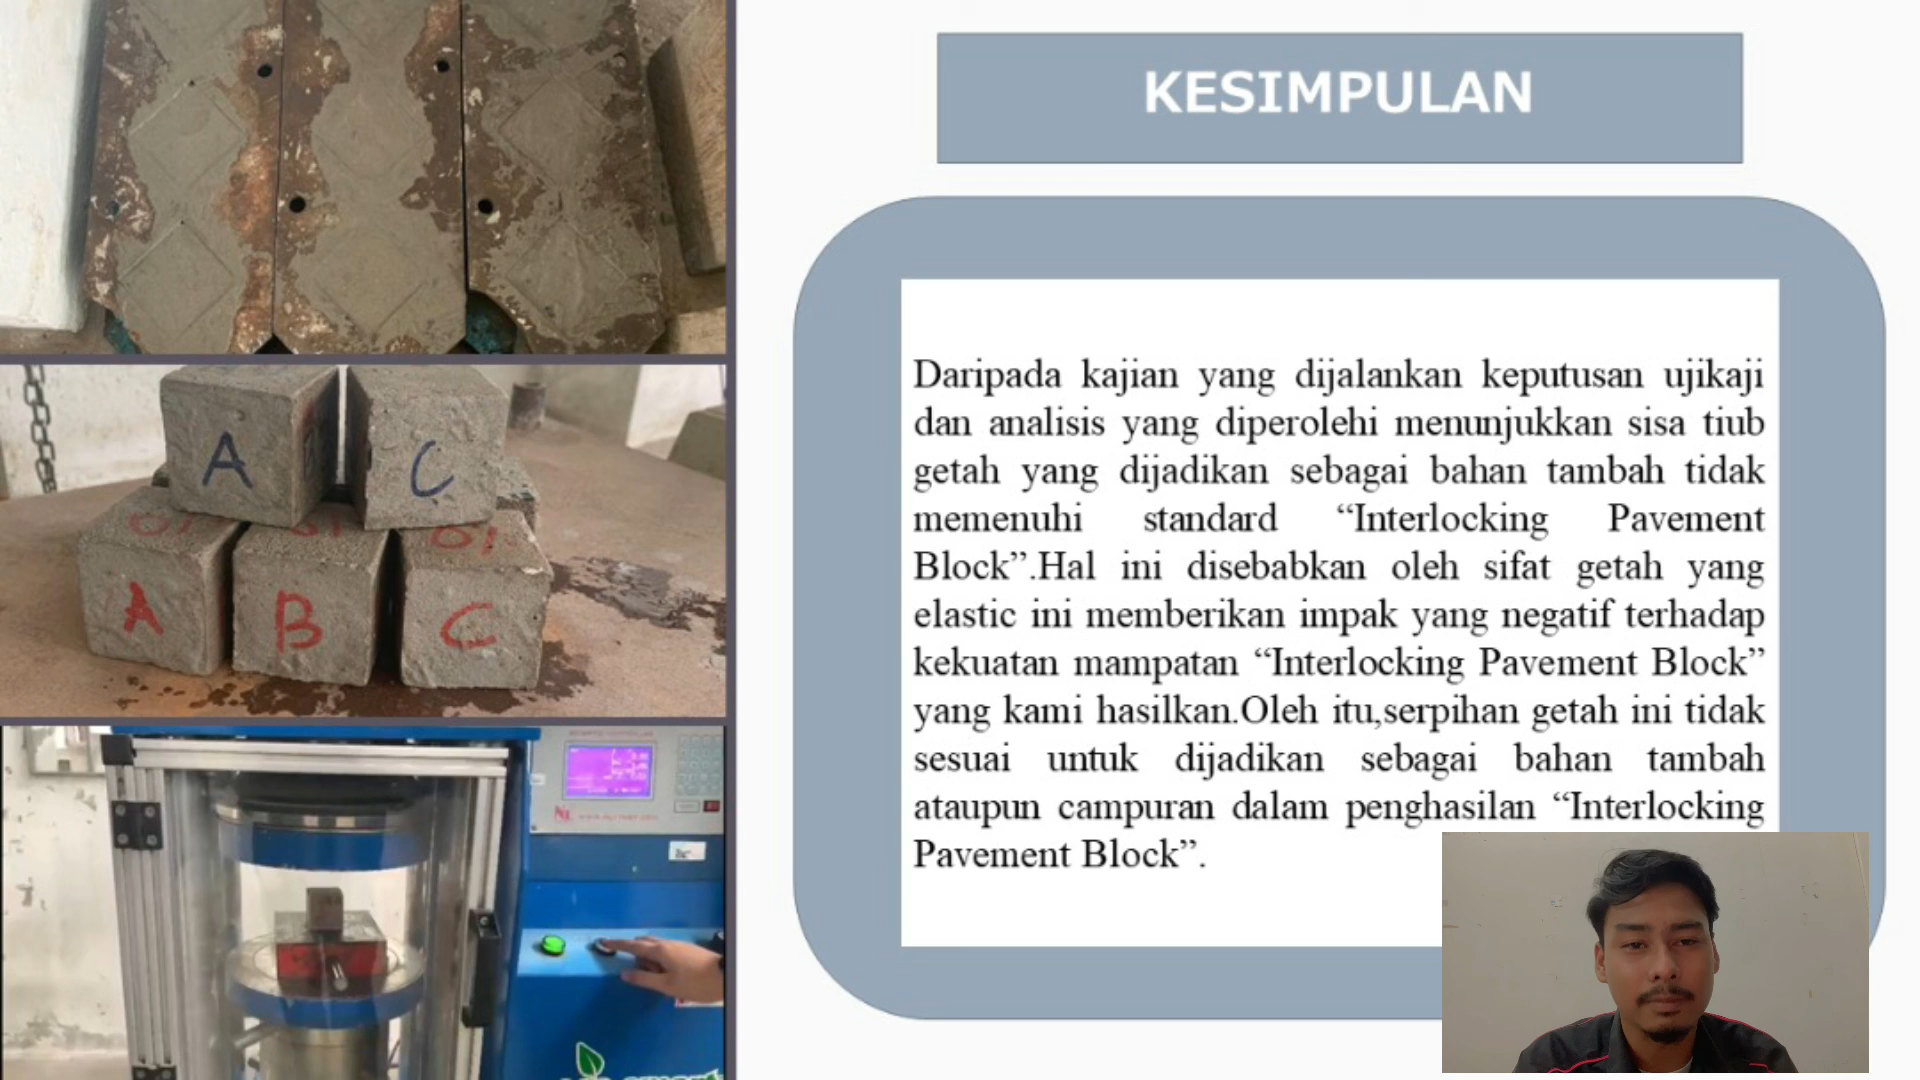 KESIMPULAN
Daripada kajian yang dijalankan keputusan ujikaji
dan analisis yang diperolehi menunjukkan sisa tiub
getah yang dijadikan sebagai bahan tambah tidak
memenuhi standard “Interlocking Pavement
Block”.Hal ini disebabkan oleh sifat getah yang
elastic ini memberikan impak yang negatif terhadap
kekuatan mampatan “Interlocking Pavement Block”
yang kami hasilkan.Oleh itu,serpihan getah ini tidak
sesuai untuk dijadikan sebagai bahan tambah
ataupun campuran dalam penghasilan “Interlocking
Pavement Block”.
A C
A B C